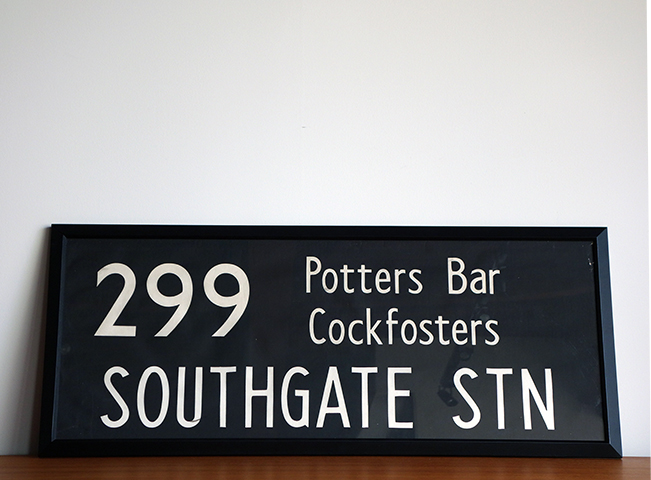 299 Potters Bar
Cockfosters
SOUTHGATE STN